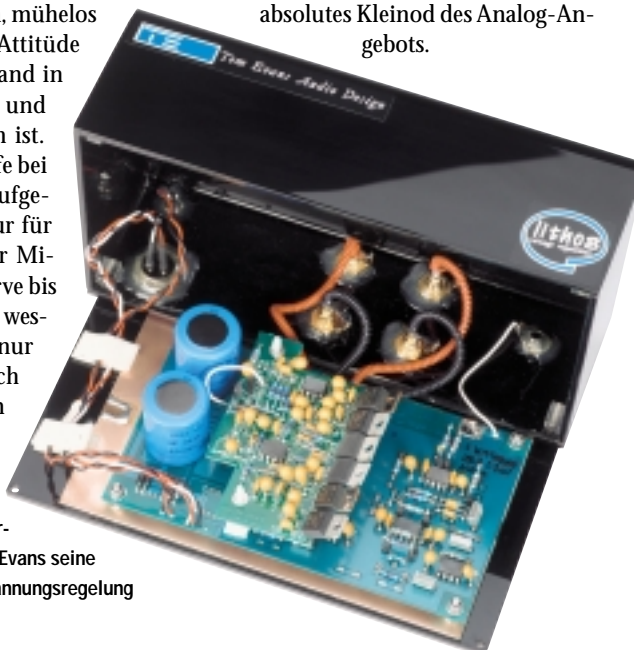 , mühelos
Attitüde
and in
und
ist.
fe bei
ufge-
ur für
r Mi-
rve bis
wes-
nur
ch
r-
Evans seine
annungsregelung
absolutes Kleinod des Analog-An-
gebots.
Tom Evans Audio Design
lithos